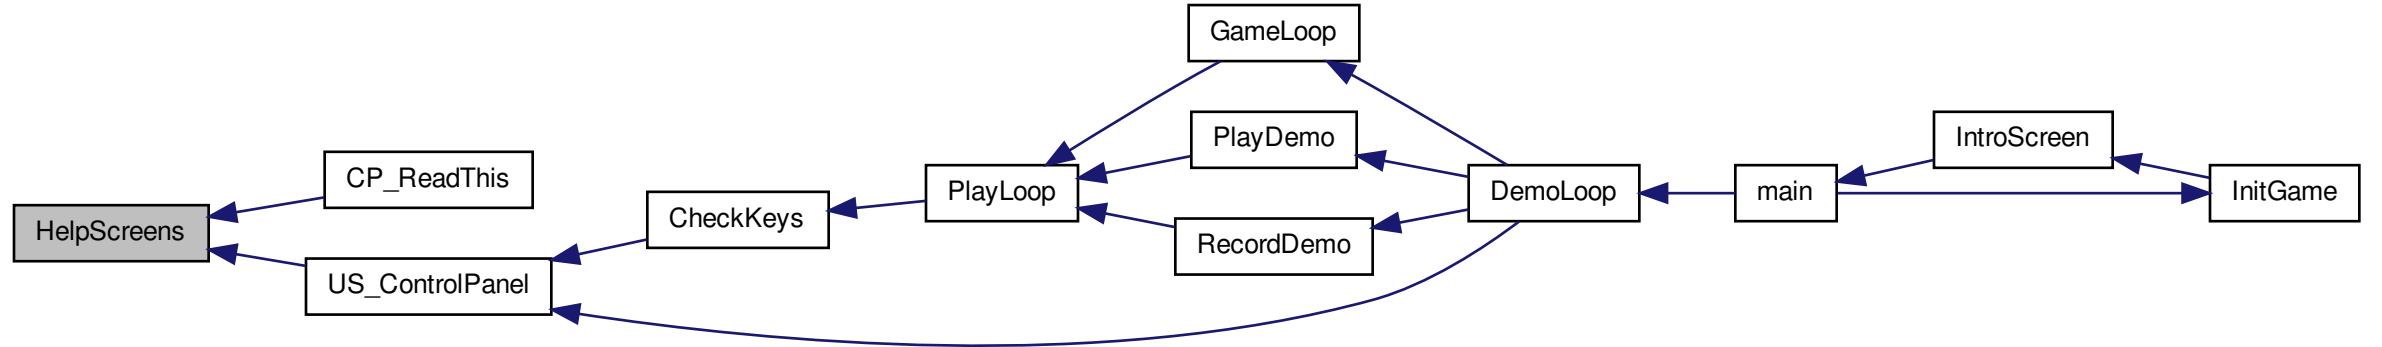 HelpScreens
CP_ReadThis
US_ControlPanel
CheckKeys
PlayLoop
GameLoop
PlayDemo
RecordDemo
DemoLoop
main
IntroScreen
InitGame